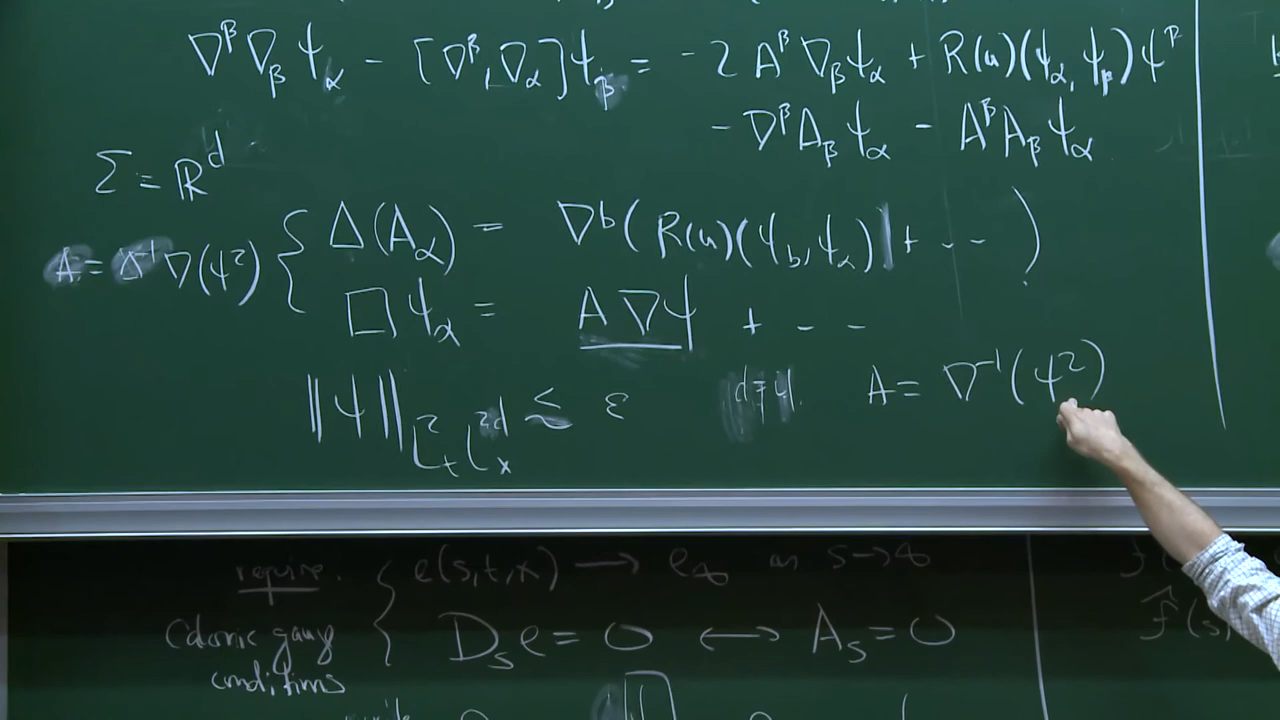 ∇^β ∇_β ψ_α − [∇^β, ∇_α]ψ_β = −2 A^β ∇_β ψ_α + R(u)(ψ_α, ψ_β)ψ^β
− ∇^β A_β ψ_α − A^β A_β ψ_α
Σ = ℝ^d
Δ(A_α) = ∇^b( R(u)(ψ_b, ψ_α) + --- )
A = Δ^{-1} ∇(ψ^2) {
□ ψ_α = A ∇ψ + ---
‖ψ‖_{L^2_t L^{2d}_x} ≲ ε d=4. A = ∇^{-1}(ψ^2)
require: { e(s,t,x) → e_∞ as s→∞
Caloric gauge D_s e = 0 ↔ A_s = 0
conditions